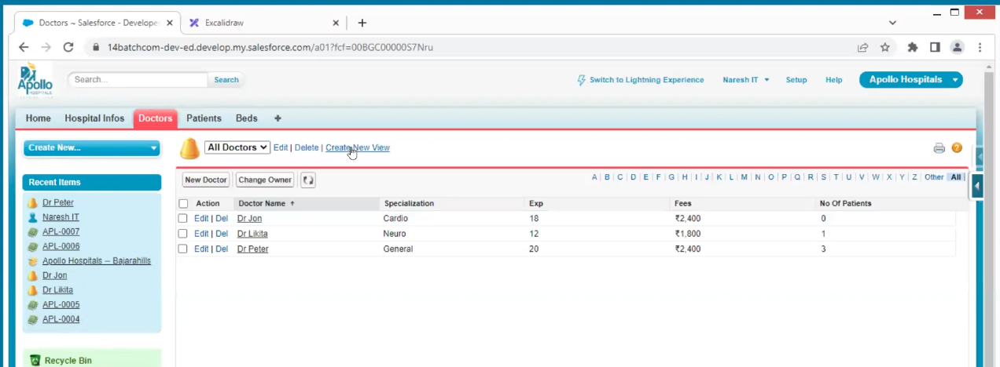 Doctors ~ Salesforce - Develope
Excalidraw
14batchcom-dev-ed.develop.my.salesforce.com/a01?fcf=00BGC00000S7Nru
Apollo
HOSPITALS
Search...
Search
Switch to Lightning Experience
Naresh IT
Setup
Help
Apollo Hospitals
Home Hospital Infos Doctors Patients Beds +
Create New...
All Doctors Edit | Delete | Create New View
Recent Items
Dr Peter
Naresh IT
APL-0007
APL-0006
Apollo Hospitals -- Bajarahills
Dr Jon
Dr Likita
APL-0005
APL-0004
Recycle Bin
New Doctor Change Owner
A | B | C | D | E | F | G | H | I | J | K | L | M | N | O | P | Q | R | S | T | U | V | W | X | Y | Z | Other All
Action Doctor Name Specialization Exp Fees No Of Patients
Edit | Del Dr Jon Cardio 18 ₹2,400 0
Edit | Del Dr Likita Neuro 12 ₹1,800 1
Edit | Del Dr Peter General 20 ₹2,400 3